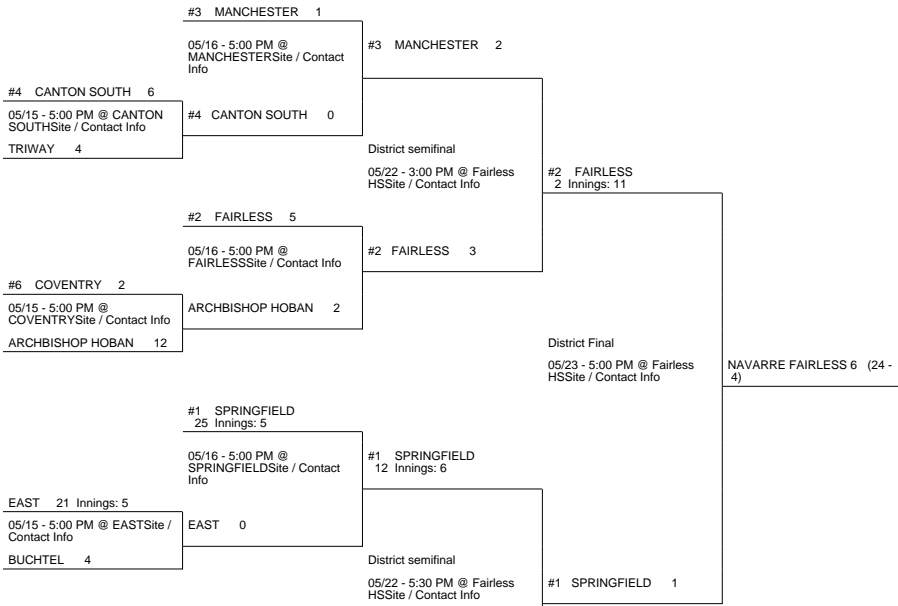 #3 MANCHESTER 1
05/16 - 5:00 PM @
MANCHESTERSite / Contact
Info
#3 MANCHESTER 2
#4 CANTON SOUTH 6
05/15 - 5:00 PM @ CANTON
SOUTHSite / Contact Info
TRIWAY 4
#4 CANTON SOUTH 0
District semifinal
05/22 - 3:00 PM @ Fairless
HSSite / Contact Info
#2 FAIRLESS
2 Innings: 11
#2 FAIRLESS 5
05/16 - 5:00 PM @
FAIRLESSSite / Contact Info
#2 FAIRLESS 3
#6 COVENTRY 2
05/15 - 5:00 PM @
COVENTRYSite / Contact Info
ARCHBISHOP HOBAN 12
ARCHBISHOP HOBAN 2
District Final
05/23 - 5:00 PM @ Fairless
HSSite / Contact Info
NAVARRE FAIRLESS 6 (24 -
4)
#1 SPRINGFIELD
25 Innings: 5
05/16 - 5:00 PM @
SPRINGFIELDSite / Contact
Info
#1 SPRINGFIELD
12 Innings: 6
EAST 21 Innings: 5
05/15 - 5:00 PM @ EASTSite /
Contact Info
BUCHTEL 4
EAST 0
District semifinal
05/22 - 5:30 PM @ Fairless
HSSite / Contact Info
#1 SPRINGFIELD 1